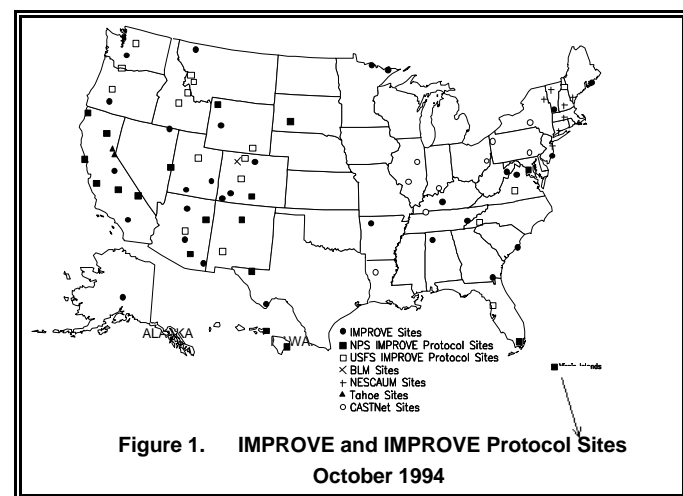 ALASKA
WA
IMPROVE Sites
NPS IMPROVE Protocol Sites
USFS IMPROVE Protocol Sites
BLM Sites
NESCAUM Sites
Tahoe Sites
CASTNet Sites
Figure 1. IMPROVE and IMPROVE Protocol Sites
October 1994